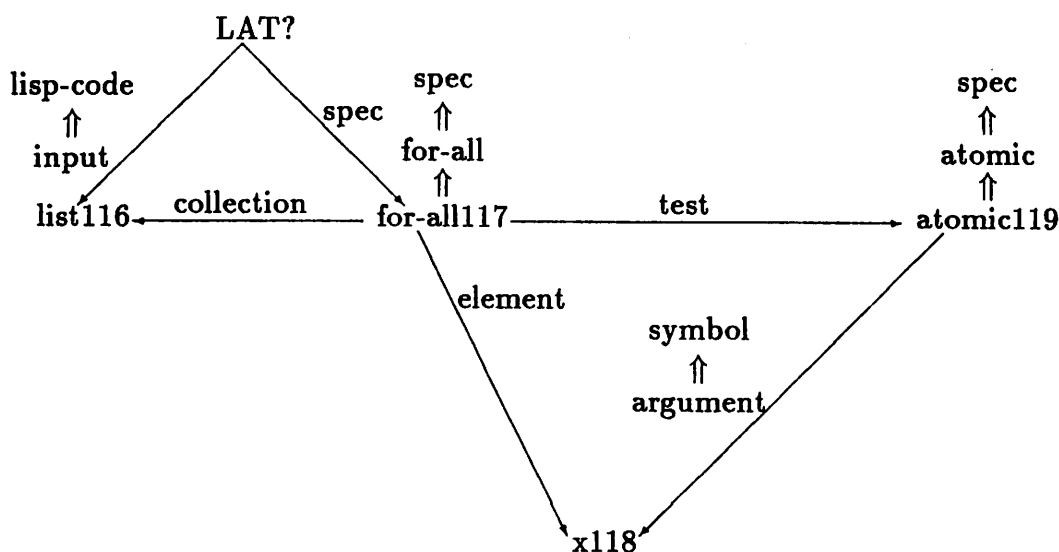 LAT?
lisp-code
spec
spec
spec
input
for-all
atomic
list116
collection
for-all117
test
atomic119
element
symbol
argument
x118